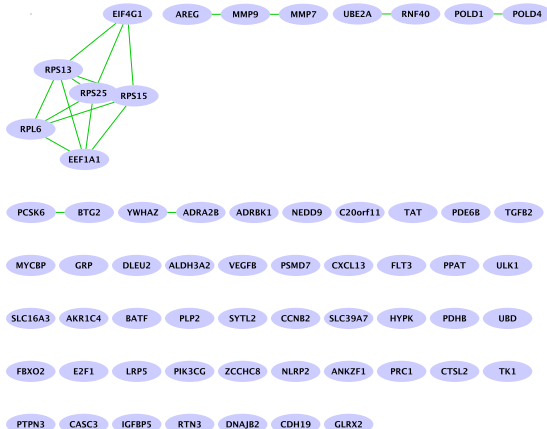 EIF4G1 AREG MMP9 MMP7 UBE2A RNF40 POLD1 POLD4
RPS13
RPS25 RPS15
RPL6
EEF1A1
PCSK6 BTG2 YWHAZ ADRA2B ADRBK1 NEDD9 C20orf11 TAT PDE6B TGFB2
MYCBP GRP DLEU2 ALDH3A2 VEGFB PSMD7 CXCL13 FLT3 PPAT ULK1
SLC16A3 AKR1C4 BATF PLP2 SYTL2 CCNB2 SLC39A7 HYPK PDHB UBD
FBXO2 E2F1 LRP5 PIK3CG ZCCHC8 NLRP2 ANKZF1 PRC1 CTSL2 TK1
PTPN3 CASC3 IGFBP5 RTN3 DNAJB2 CDH19 GLRX2